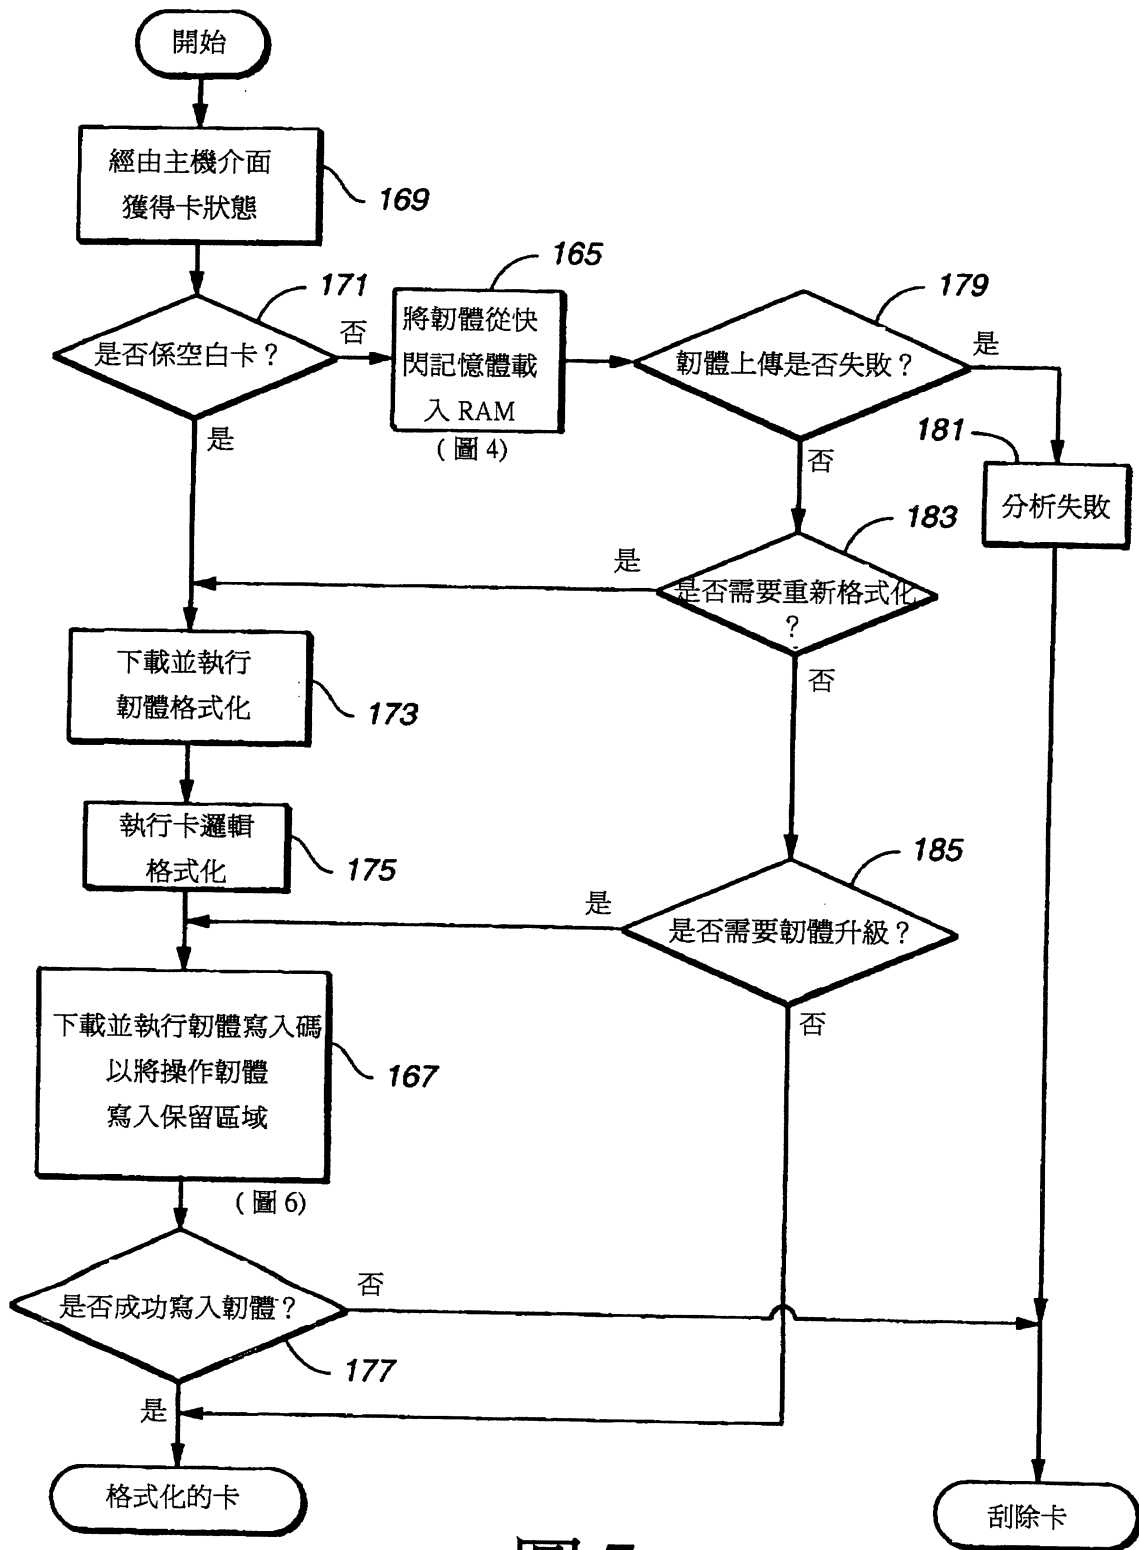 開始
經由主機介面
獲得卡狀態
169
171
是否係空白卡？
否
是
165
將韌體從快
閃記憶體載
入 RAM
(圖 4)
179
韌體上傳是否失敗？
是
否
181
分析失敗
183
是否需要重新格式化
？
是
否
下載並執行
韌體格式化
173
執行卡邏輯
格式化
175
185
是否需要韌體升級？
是
否
下載並執行韌體寫入碼
以將操作韌體
寫入保留區域
167
(圖 6)
是否成功寫入韌體？
否
177
是
格式化的卡
刮除卡